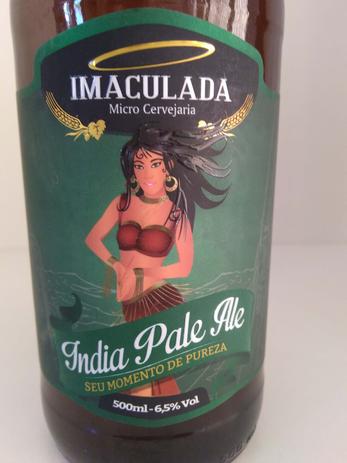 IMACULADA
Micro Cervejaria
India Pale Ale
SEU MOMENTO DE PUREZA
500ml - 6,5% Vol